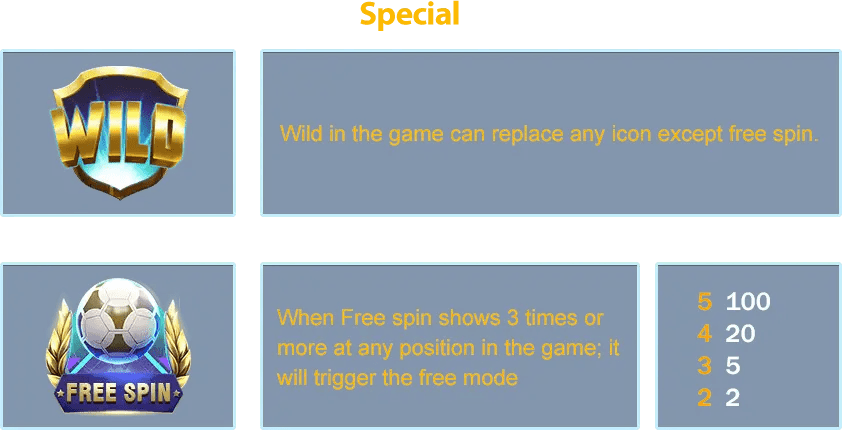 Special
WILD
Wild in the game can replace any icon except free spin.
FREE SPIN
When Free spin shows 3 times or
more at any position in the game; it
will trigger the free mode
5 100
4 20
3 5
2 2